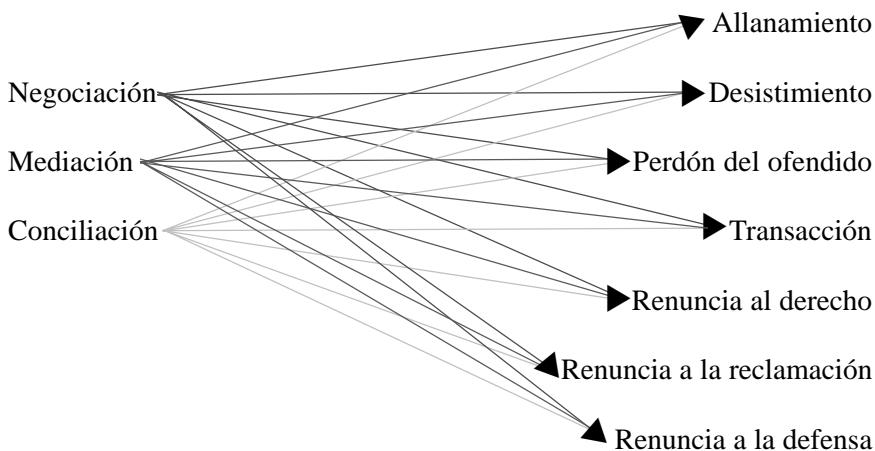 Allanamiento
Negociación
Desistimiento
Mediación
Perdón del ofendido
Conciliación
Transacción
Renuncia al derecho
Renuncia a la reclamación
Renuncia a la defensa